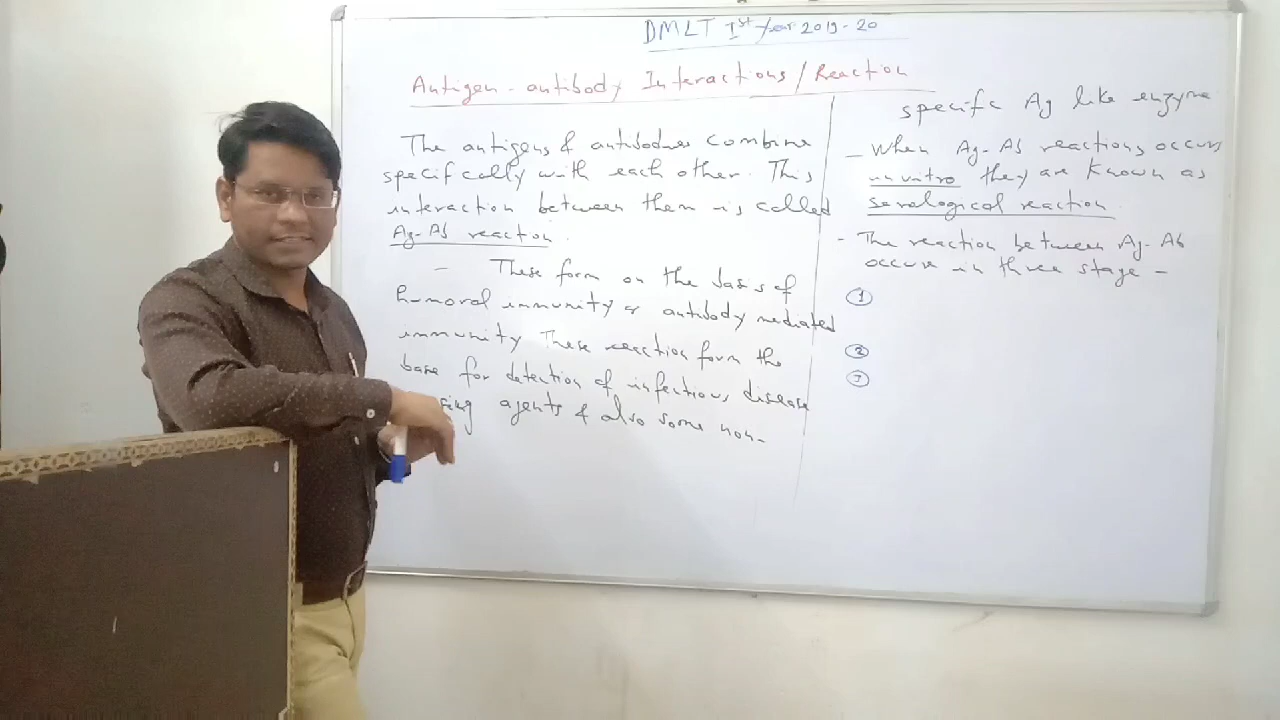 DMLT Ist Year 2019-20
Antigen-antibody Interactions/Reaction
The antigens & antibodies combine
specifically with each other. This
interaction between them is called
Ag-Ab reaction.
- These form on the basis of
humoral immunity or antibody mediated
immunity These reaction form the
base for detection of infectious disease
agents & also some non-
specific Ag like enzyme
- When Ag-Ab reactions occurs
in vitro they are known as
serological reaction
- The reaction between Ag-Ab
occurs in three stage -
①
②
③